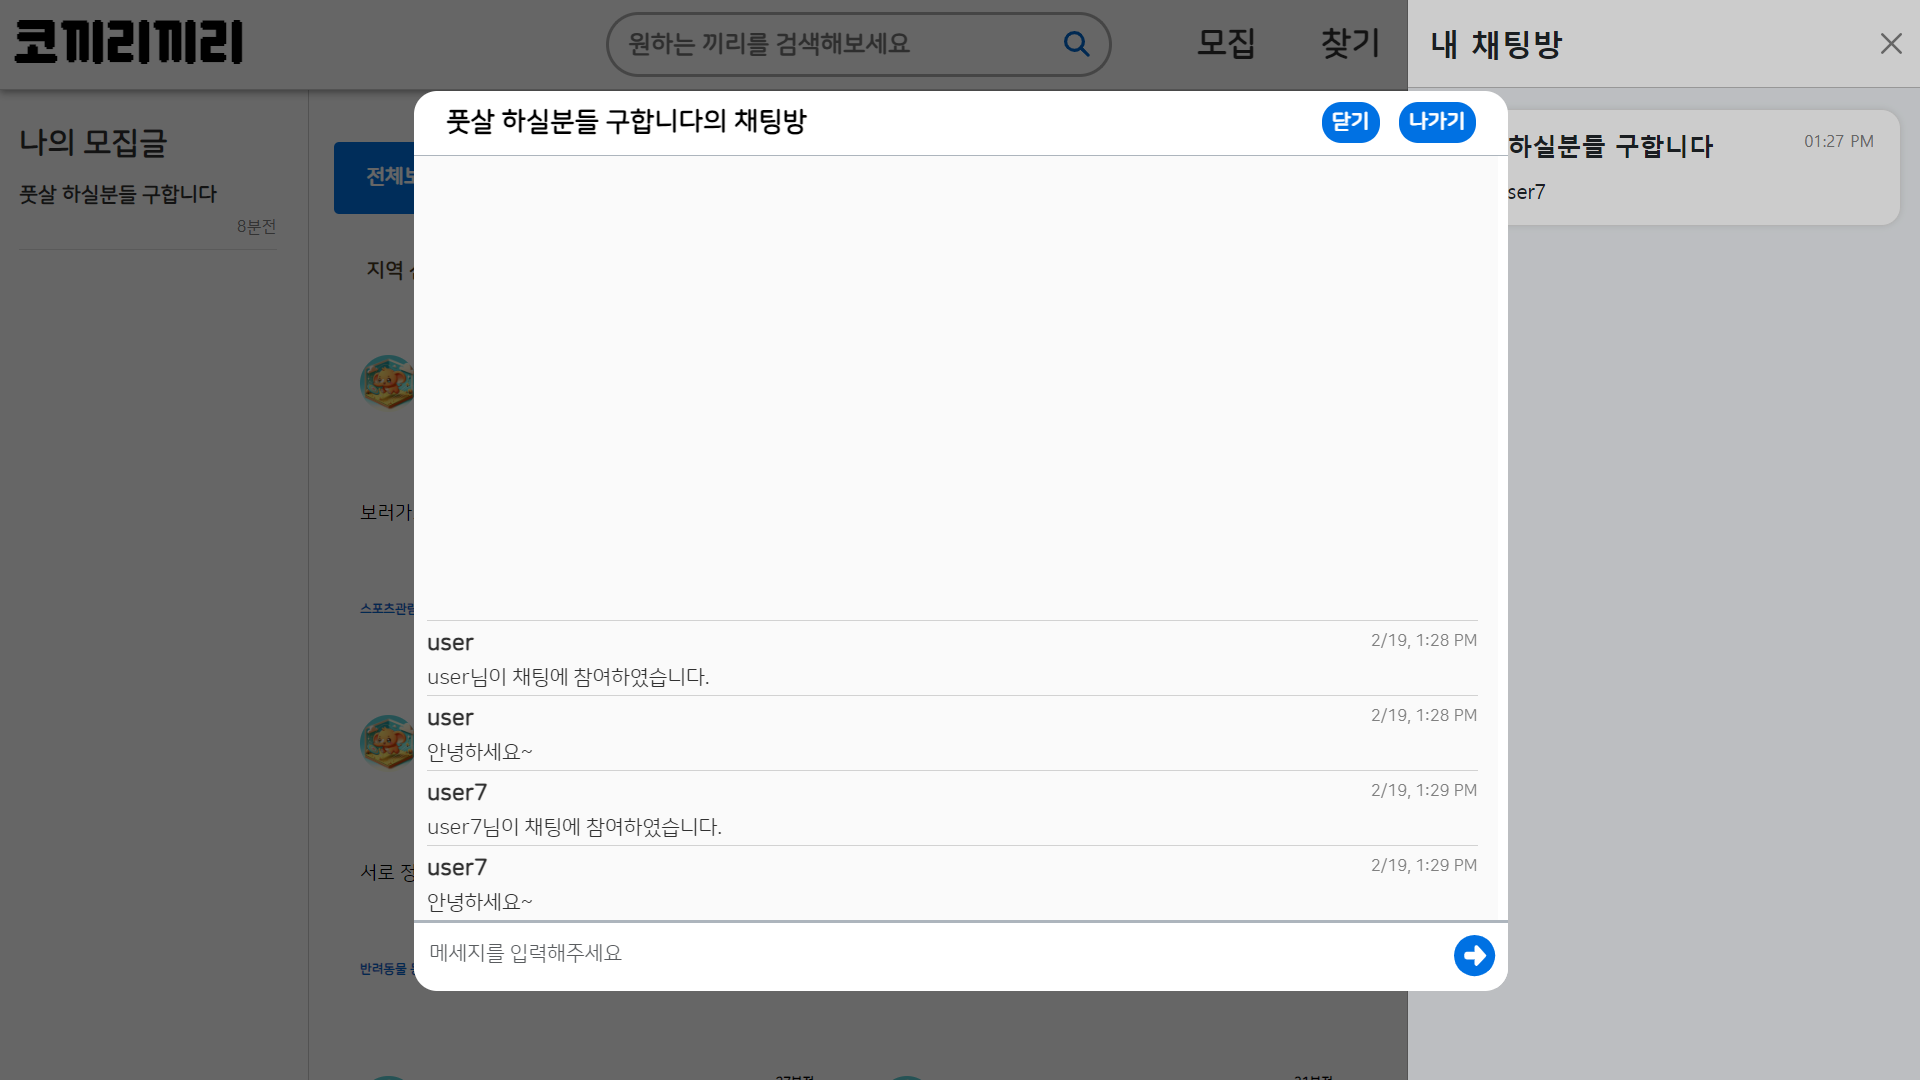 코끼리끼리
원하는 끼리를 검색해보세요
모집
찾기
내 채팅방
나의 모집글
풋살 하실분들 구합니다
8분전
전체보
지역
보러가
스포츠관람
서로 정
반려동물
풋살 하실분들 구합니다의 채팅방
닫기
나가기
user
2/19, 1:28 PM
user님이 채팅에 참여하였습니다.
user
2/19, 1:28 PM
안녕하세요~
user7
2/19, 1:29 PM
user7님이 채팅에 참여하였습니다.
user7
2/19, 1:29 PM
안녕하세요~
메세지를 입력해주세요
하실분들 구합니다
01:27 PM
ser7